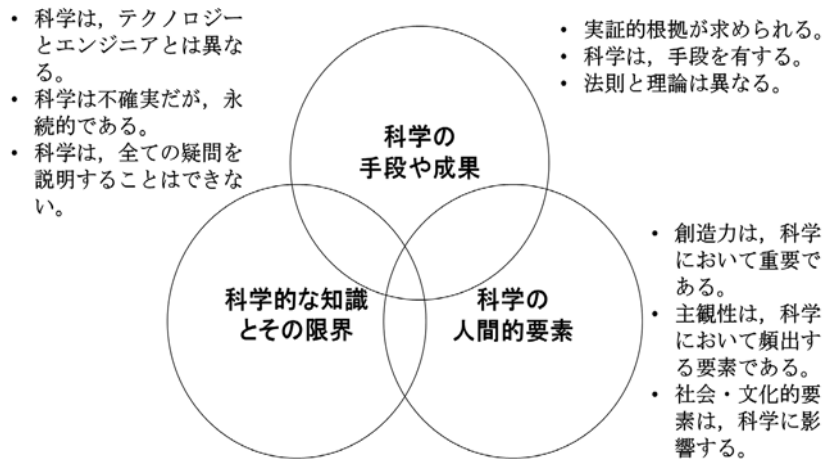 • 科学は，テクノロジー
とエンジニアとは異な
る。
• 科学は不確実だが，永
続的である。
• 科学は，全ての疑問を
説明することはできな
い。
• 実証的根拠が求められる。
• 科学は，手段を有する。
• 法則と理論は異なる。
科学の
手段や成果
科学的な知識
とその限界
科学の
人間的要素
• 創造力は，科学
において重要で
ある。
• 主観性は，科学
において頻出す
る要素である。
• 社会・文化的要
素は，科学に影
響する。